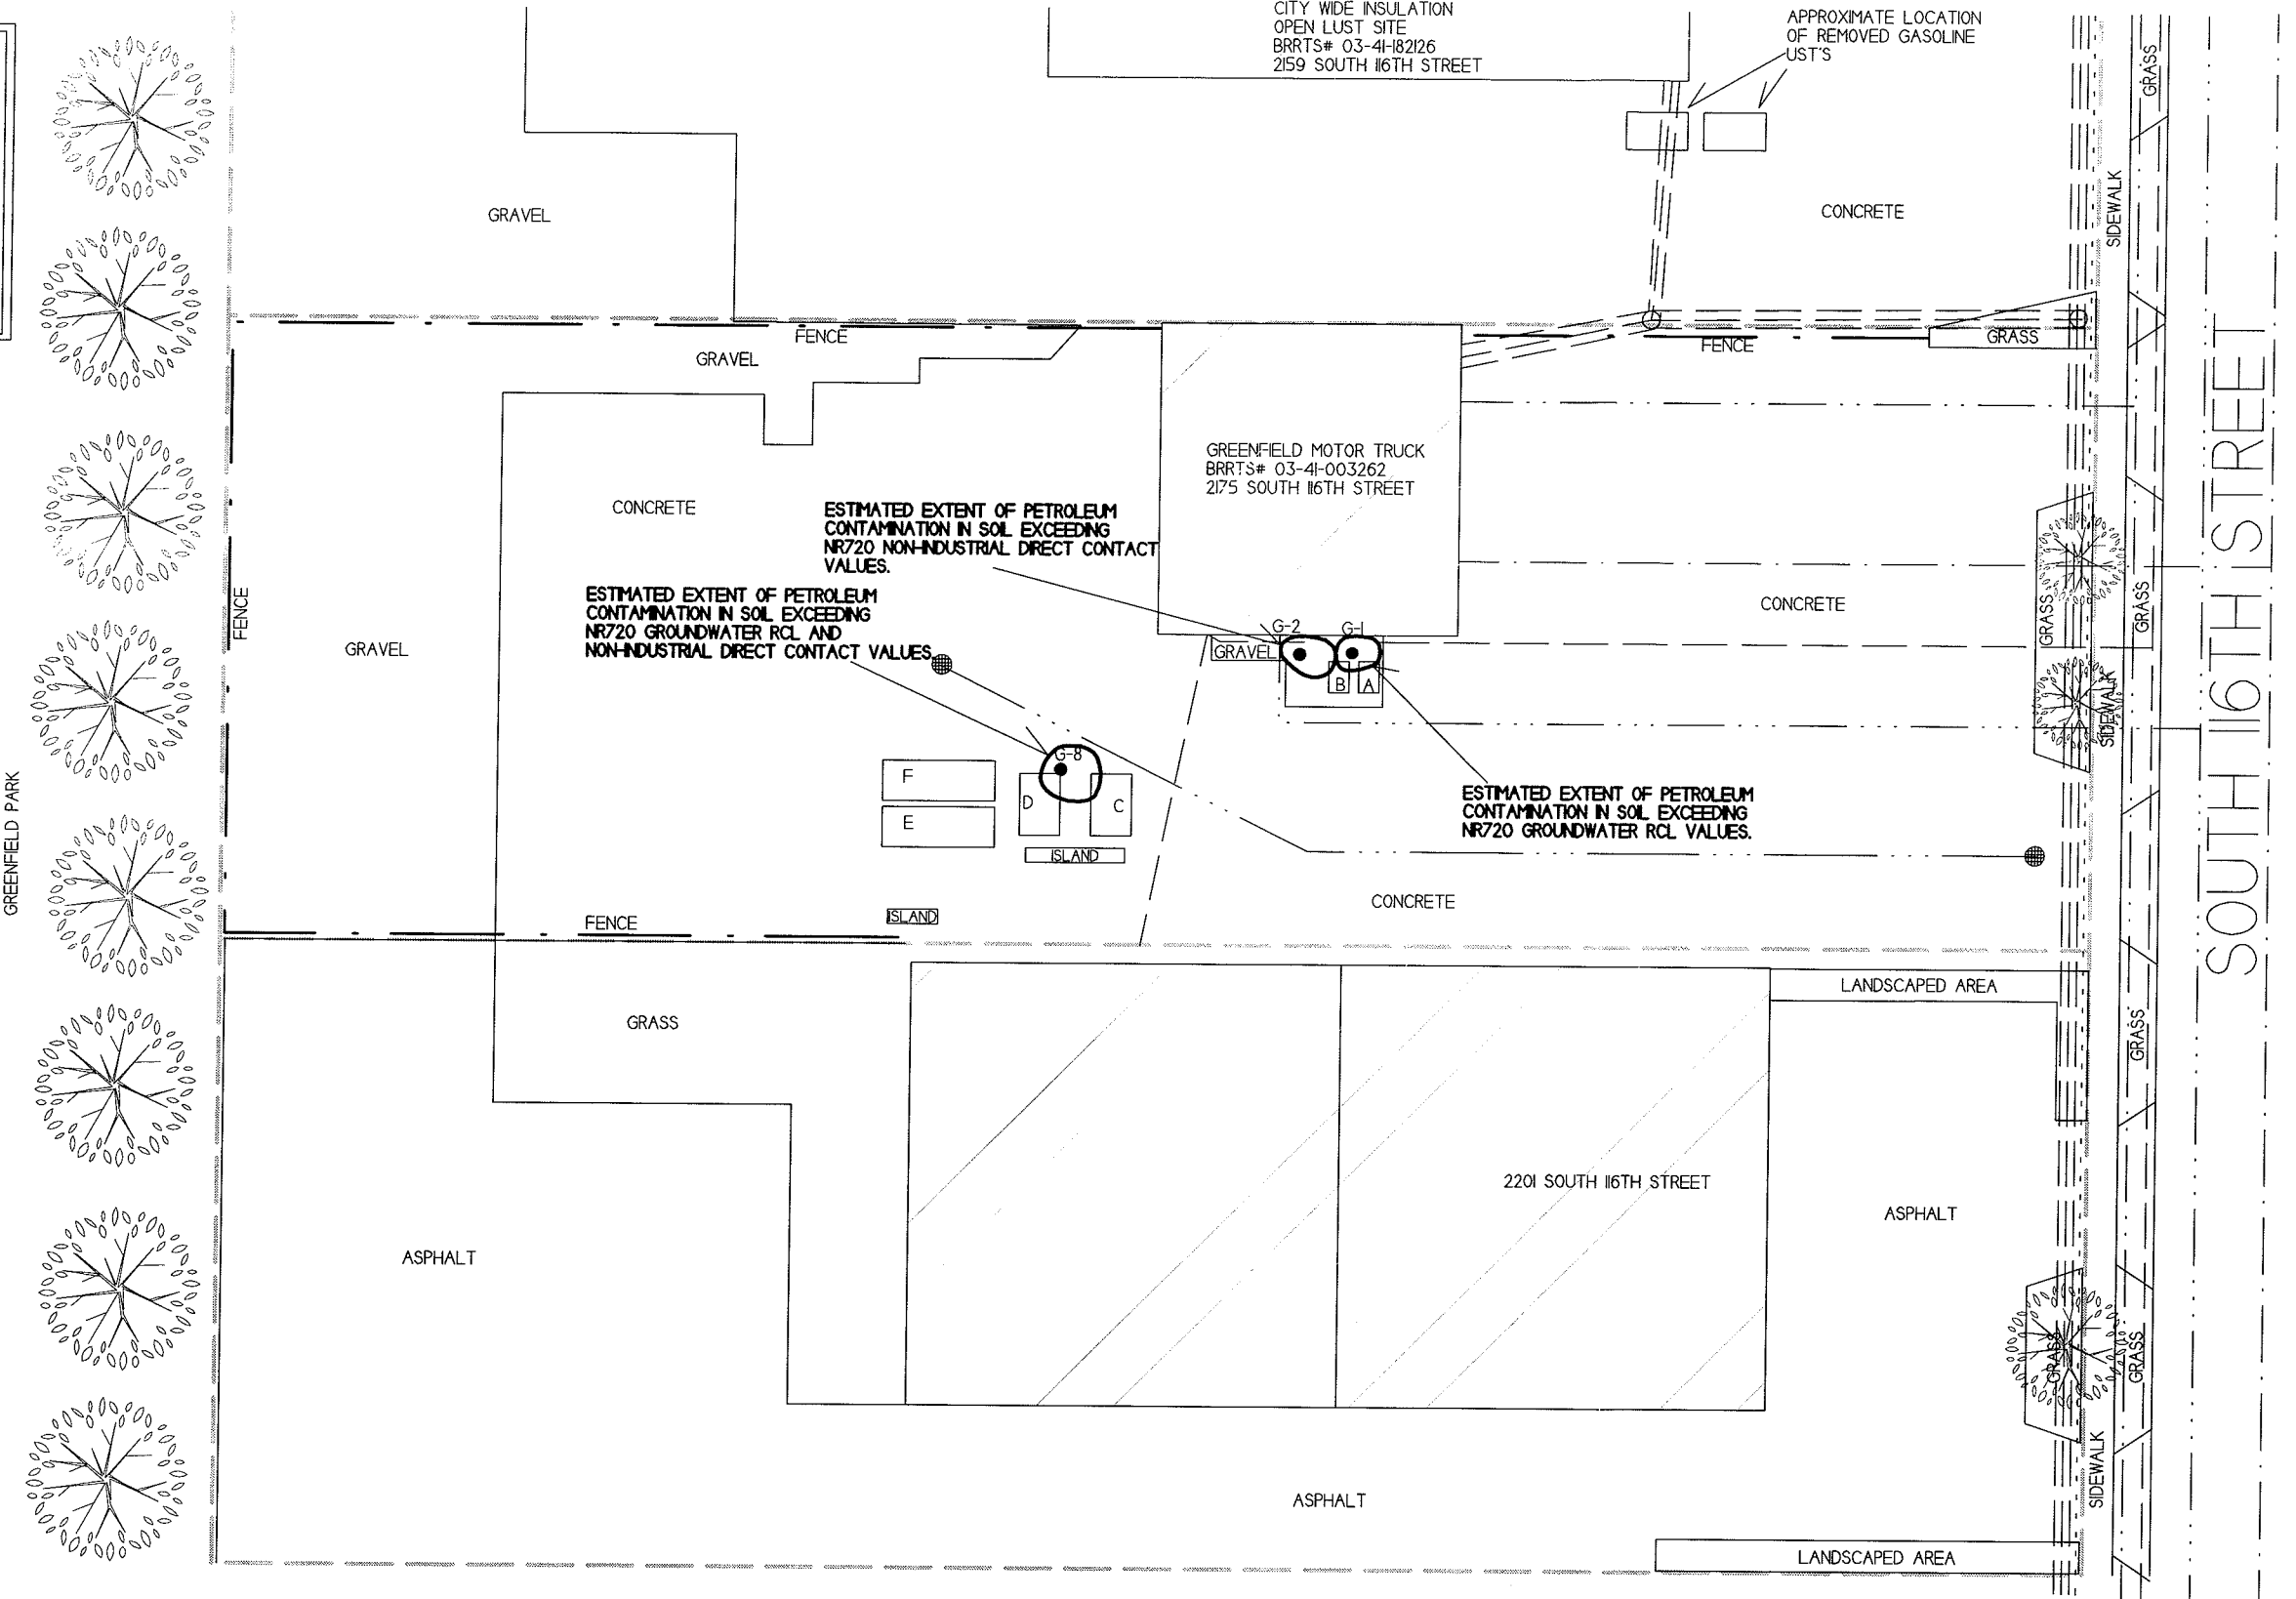 CITY WIDE INSULATION
OPEN LUST SITE
BRRTS# 03-41-182126
2159 SOUTH 116TH STREET
APPROXIMATE LOCATION
OF REMOVED GASOLINE
UST'S
GRASS
SIDEWALK
GRAVEL
CONCRETE
FENCE
GRAVEL
FENCE
GRASS
SOUTH 116TH STREET
GREENFIELD MOTOR TRUCK
BRRTS# 03-41-003262
2175 SOUTH 116TH STREET
CONCRETE
ESTIMATED EXTENT OF PETROLEUM
CONTAMINATION IN SOIL EXCEEDING
NR720 NON-INDUSTRIAL DIRECT CONTACT
VALUES.
ESTIMATED EXTENT OF PETROLEUM
CONTAMINATION IN SOIL EXCEEDING
NR720 GROUNDWATER RCL AND
NON-INDUSTRIAL DIRECT CONTACT VALUES.
FENCE
GRAVEL
CONCRETE
GRASS
GRASS
G-2
G-1
GRAVEL
B
A
SIDEWALK
G-8
F
E
D
C
ISLAND
ESTIMATED EXTENT OF PETROLEUM
CONTAMINATION IN SOIL EXCEEDING
NR720 GROUNDWATER RCL VALUES.
GREENFIELD PARK
CONCRETE
ISLAND
FENCE
LANDSCAPED AREA
GRASS
GRASS
2201 SOUTH 116TH STREET
ASPHALT
ASPHALT
GRASS
GRASS
SIDEWALK
ASPHALT
LANDSCAPED AREA